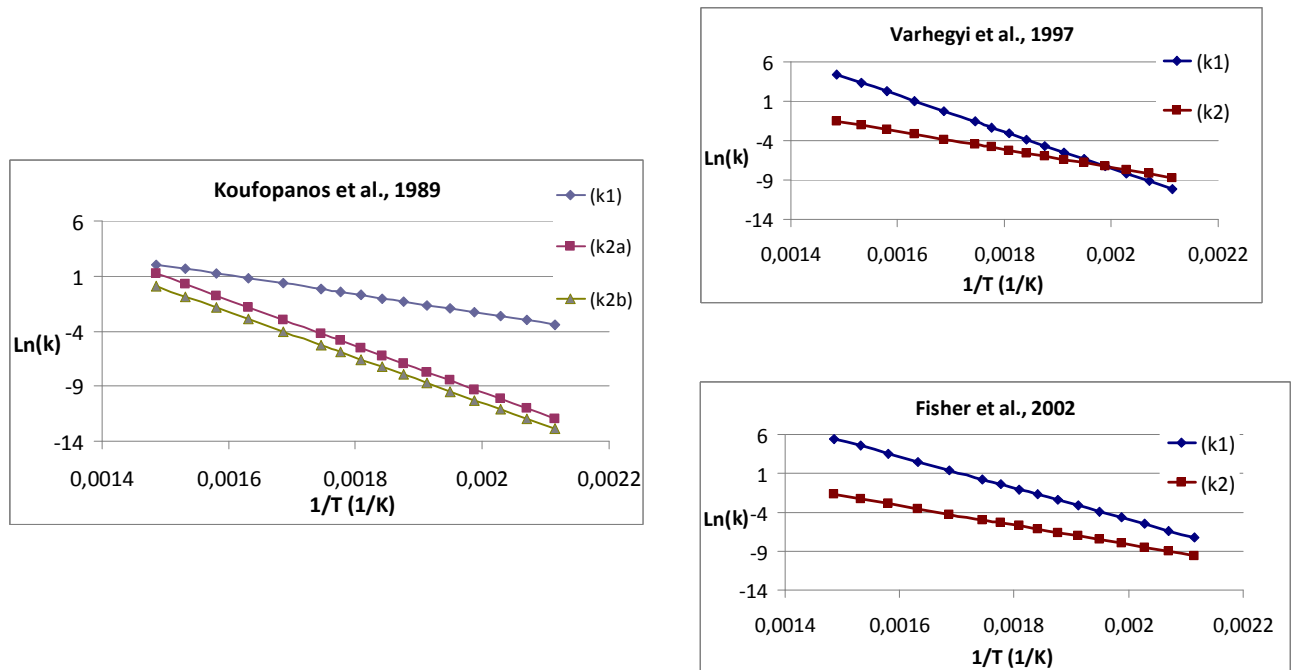 Koufopanos et al., 1989
6
1
-4
-9
-14
Ln(k)
0,0014 0,0016 0,0018 0,002 0,0022
1/T (1/K)
(k1)
(k2a)
(k2b)
Varhegyi et al., 1997
6
1
-4
-9
-14
Ln(k)
0,0014 0,0016 0,0018 0,002 0,0022
1/T (1/K)
(k1)
(k2)
Fisher et al., 2002
6
1
-4
-9
-14
Ln(k)
0,0014 0,0016 0,0018 0,002 0,0022
1/T (1/K)
(k1)
(k2)